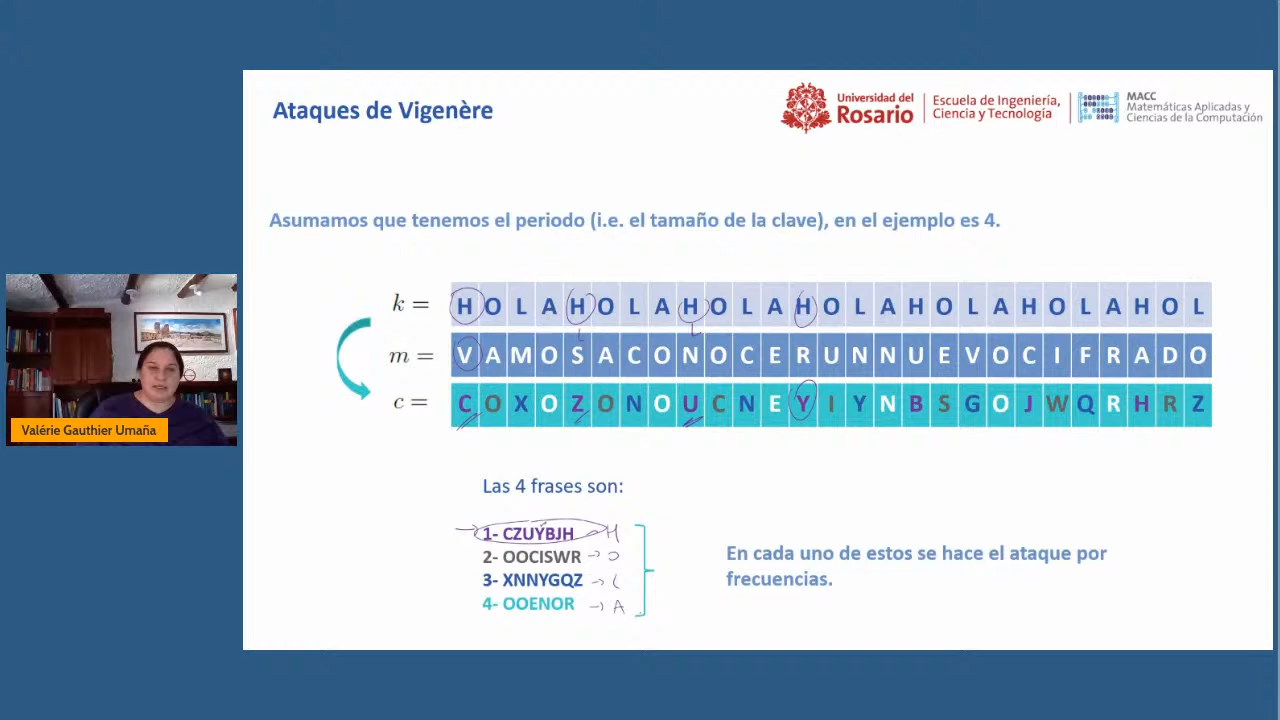 Ataques de Vigenère
Universidad del
Rosario
Escuela de Ingeniería,
Ciencia y Tecnología
MACC
Matemáticas Aplicadas y
Ciencias de la Computación
Asumamos que tenemos el periodo (i.e. el tamaño de la clave), en el ejemplo es 4.
k = H O L A H O L A H O L A H O L A H O L A H O L A H O L
m = V A M O S A C O N O C E R U N N U E V O C I F R A D O
c = C O X O Z O N O U C N E Y I Y N B S G O J W Q R H R Z
Valérie Gauthier Umaña
Las 4 frases son:
1- CZUYBJH H
2- OOCISWR → O
3- XNNYGQZ → L
4- OOENOR → A
En cada uno de estos se hace el ataque por
frecuencias.